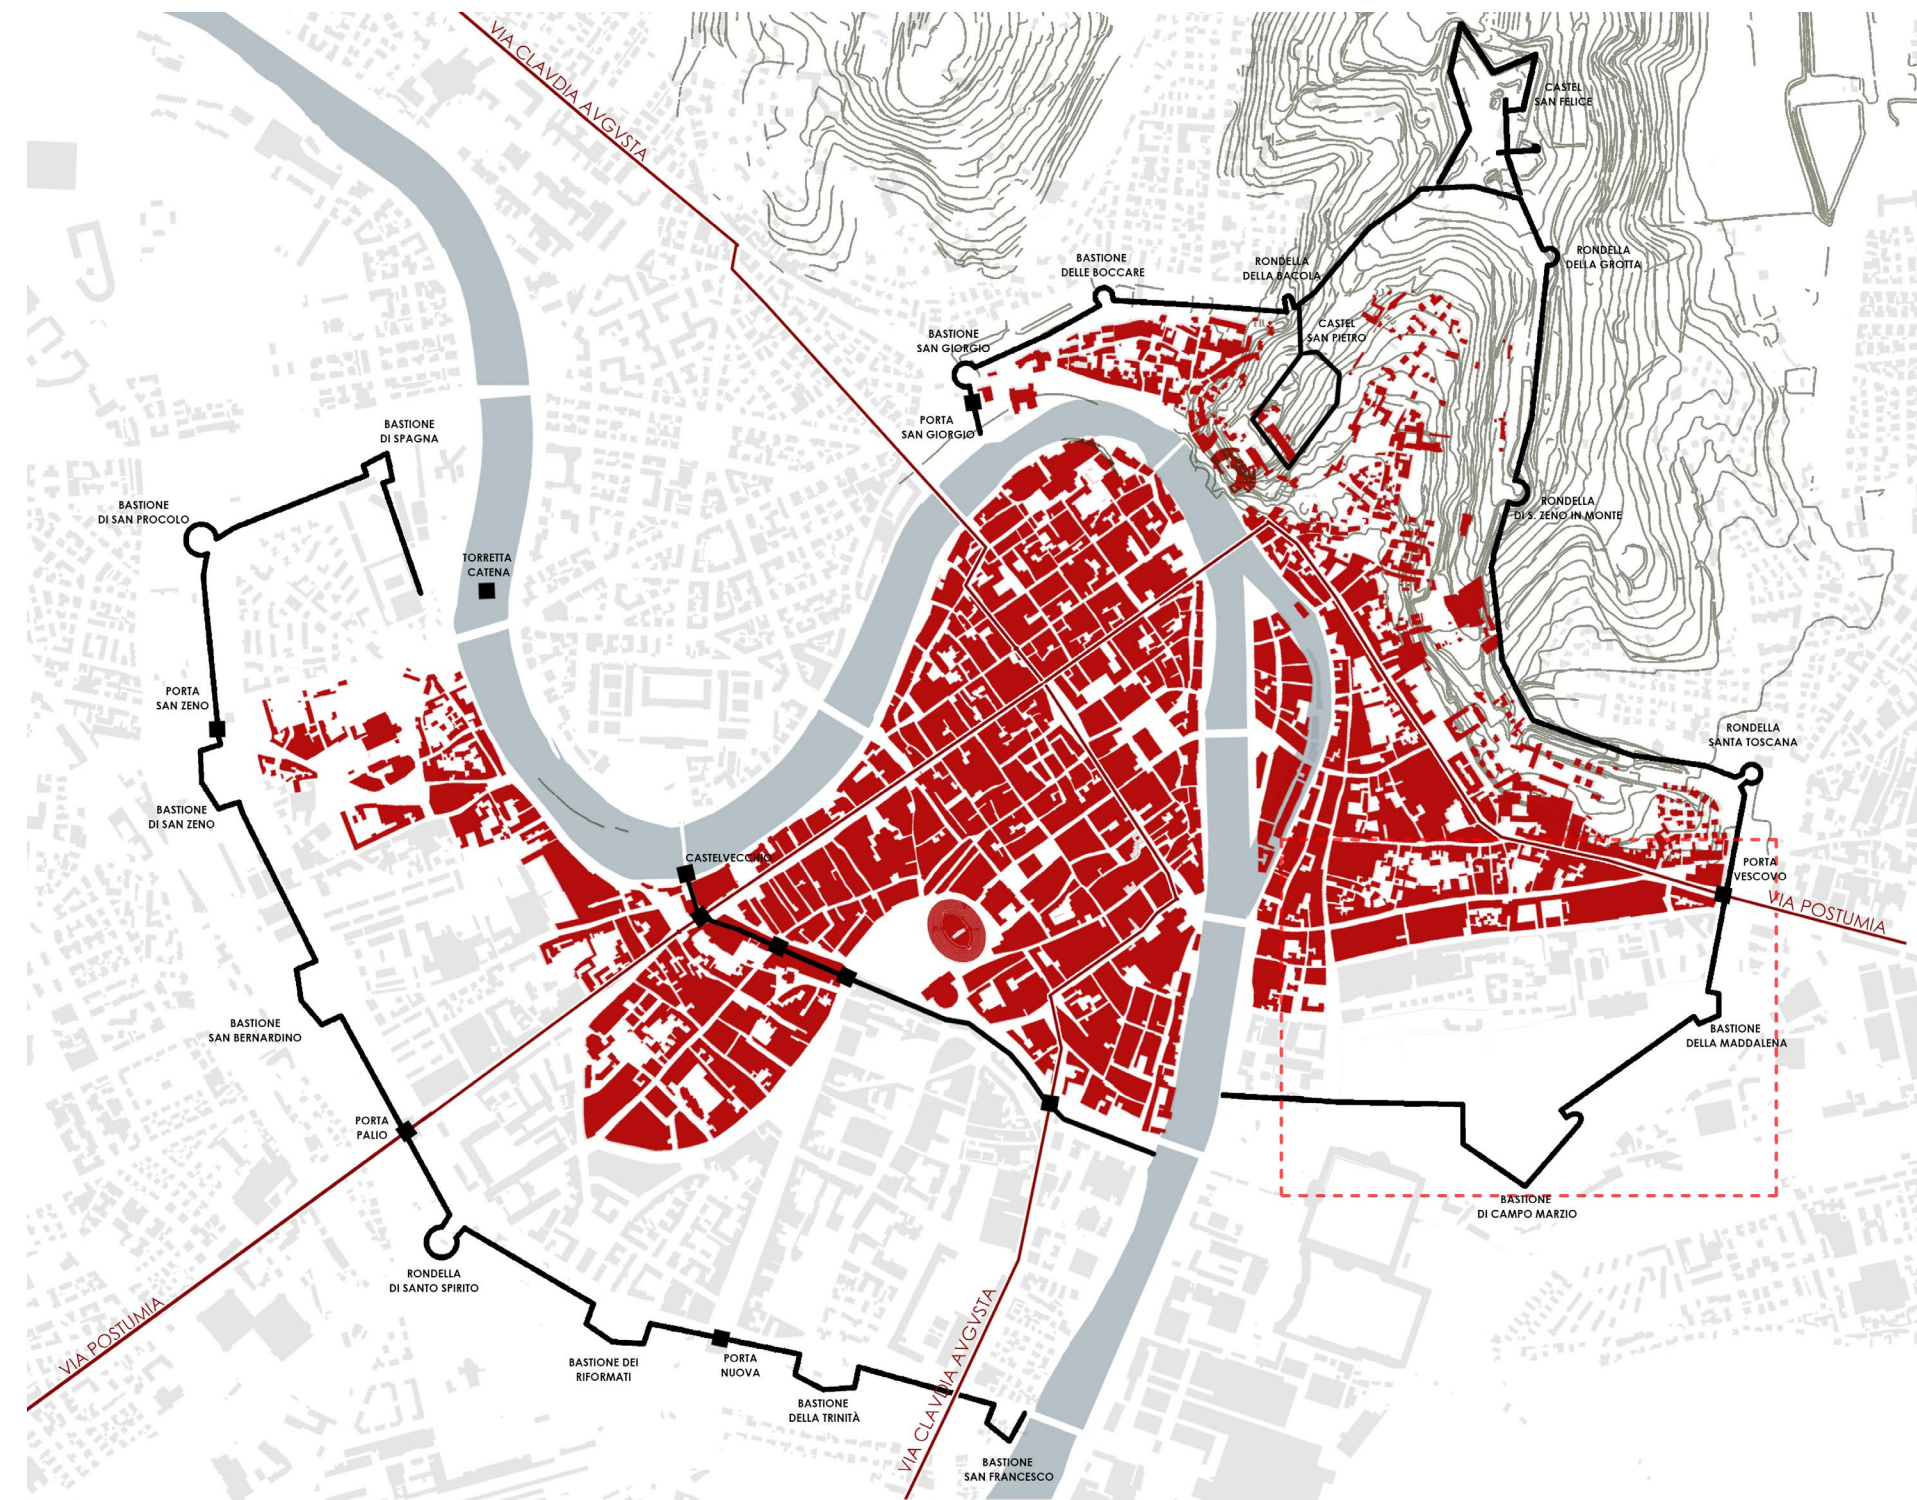 VIA CLAVDIA AVGVSTA
CASTEL
SAN FELICE
RONDELLA
DELLA GROTTA
BASTIONE
DELLE BOCCARE
RONDELLA
DELLA BACOLA
CASTEL
SAN PIETRO
BASTIONE
SAN GIORGIO
PORTA
SAN GIORGIO
BASTIONE
DI SPAGNA
BASTIONE
DI SAN PROCOLO
RONDELLA
DI S. ZENO IN MONTE
TORRETTA
CATENA
PORTA
SAN ZENO
RONDELLA
SANTA TOSCANA
BASTIONE
DI SAN ZENO
CASTELVECCHIO
PORTA
VESCOVO
VIA POSTUMIA
BASTIONE
SAN BERNARDINO
BASTIONE
DELLA MADDALENA
PORTA
PALIO
BASTIONE
DI CAMPO MARZIO
RONDELLA
DI SANTO SPIRITO
VIA POSTUMIA
VIA CLAVDIA AVGVSTA
BASTIONE DEI
RIFORMATI
PORTA
NUOVA
BASTIONE
DELLA TRINITÀ
BASTIONE
SAN FRANCESCO